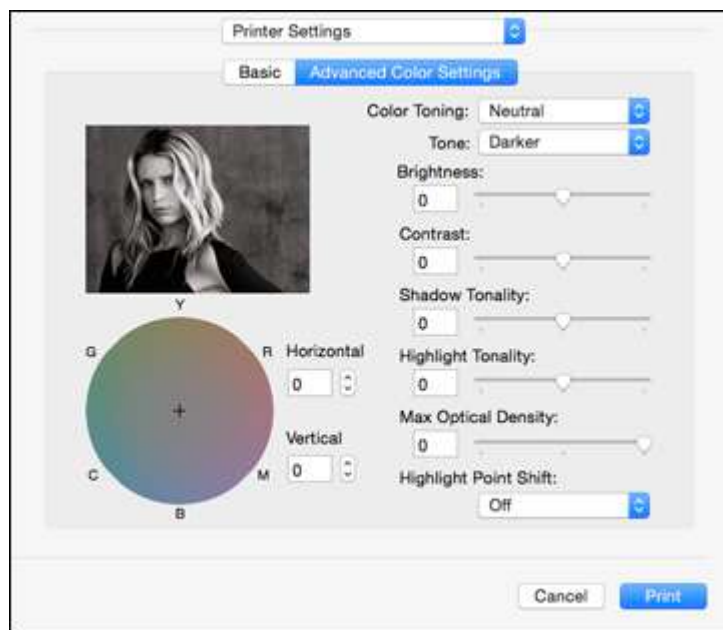 Printer Settings
Basic
Advanced Color Settings
Color Toning: Neutral
Tone: Darker
Brightness:
0
Contrast:
0
Shadow Tonality:
0
Highlight Tonality:
0
Max Optical Density:
0
Highlight Point Shift:
Off
Y
G
R
C
M
B
Horizontal
0
Vertical
0
Cancel
Print